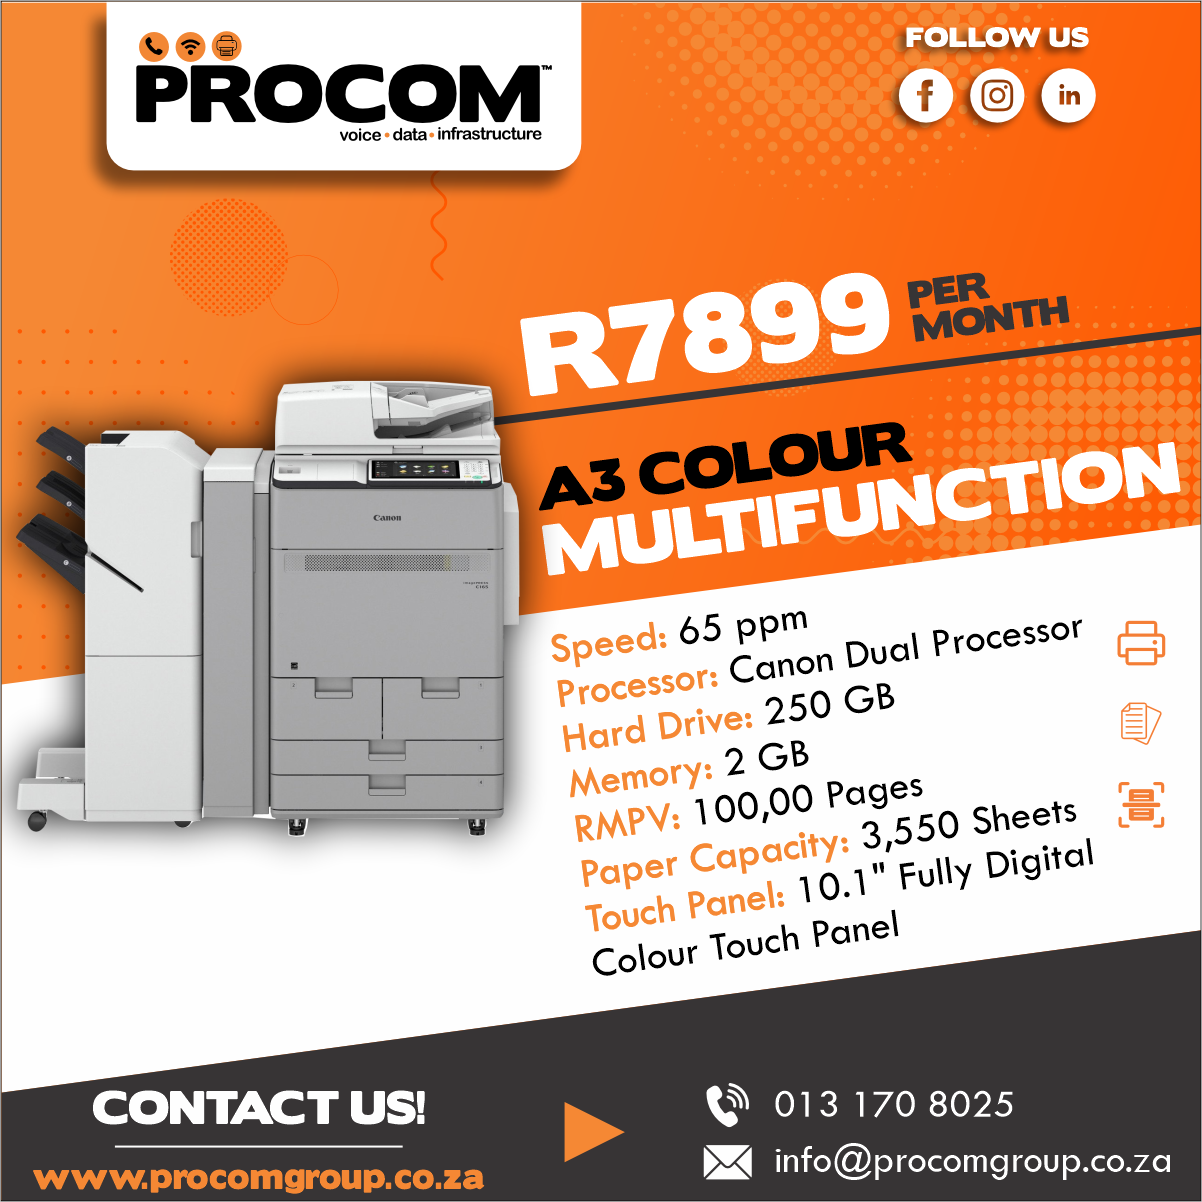 PROCOM™
voice • data • infrastructure
FOLLOW US
in
R7899 PER
MONTH
A3 COLOUR
MULTIFUNCTION
Canon
Speed: 65 ppm
Processor: Canon Dual Processor
Hard Drive: 250 GB
Memory: 2 GB
RMPV: 100,00 Pages
Paper Capacity: 3,550 Sheets
Touch Panel: 10.1" Fully Digital
Colour Touch Panel
CONTACT US!
www.procomgroup.co.za
013 170 8025
info@procomgroup.co.za